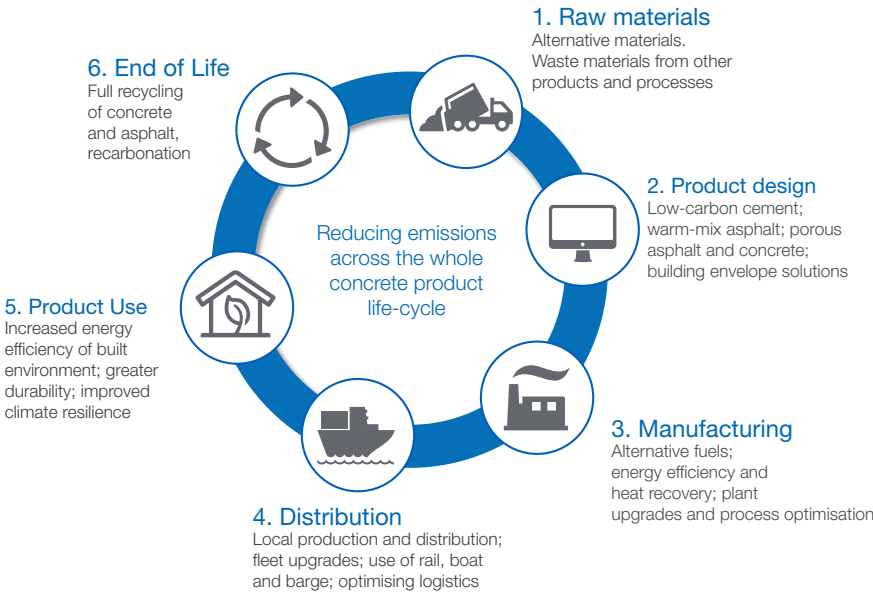 1. Raw materials
Alternative materials.
Waste materials from other
products and processes
2. Product design
Low-carbon cement;
warm-mix asphalt; porous
asphalt and concrete;
building envelope solutions
3. Manufacturing
Alternative fuels;
energy efficiency and
heat recovery; plant
upgrades and process optimisation
4. Distribution
Local production and distribution;
fleet upgrades; use of rail, boat
and barge; optimising logistics
5. Product Use
Increased energy
efficiency of built
environment; greater
durability; improved
climate resilience
6. End of Life
Full recycling
of concrete
and asphalt,
recarbonation
Reducing emissions
across the whole
concrete product
life-cycle